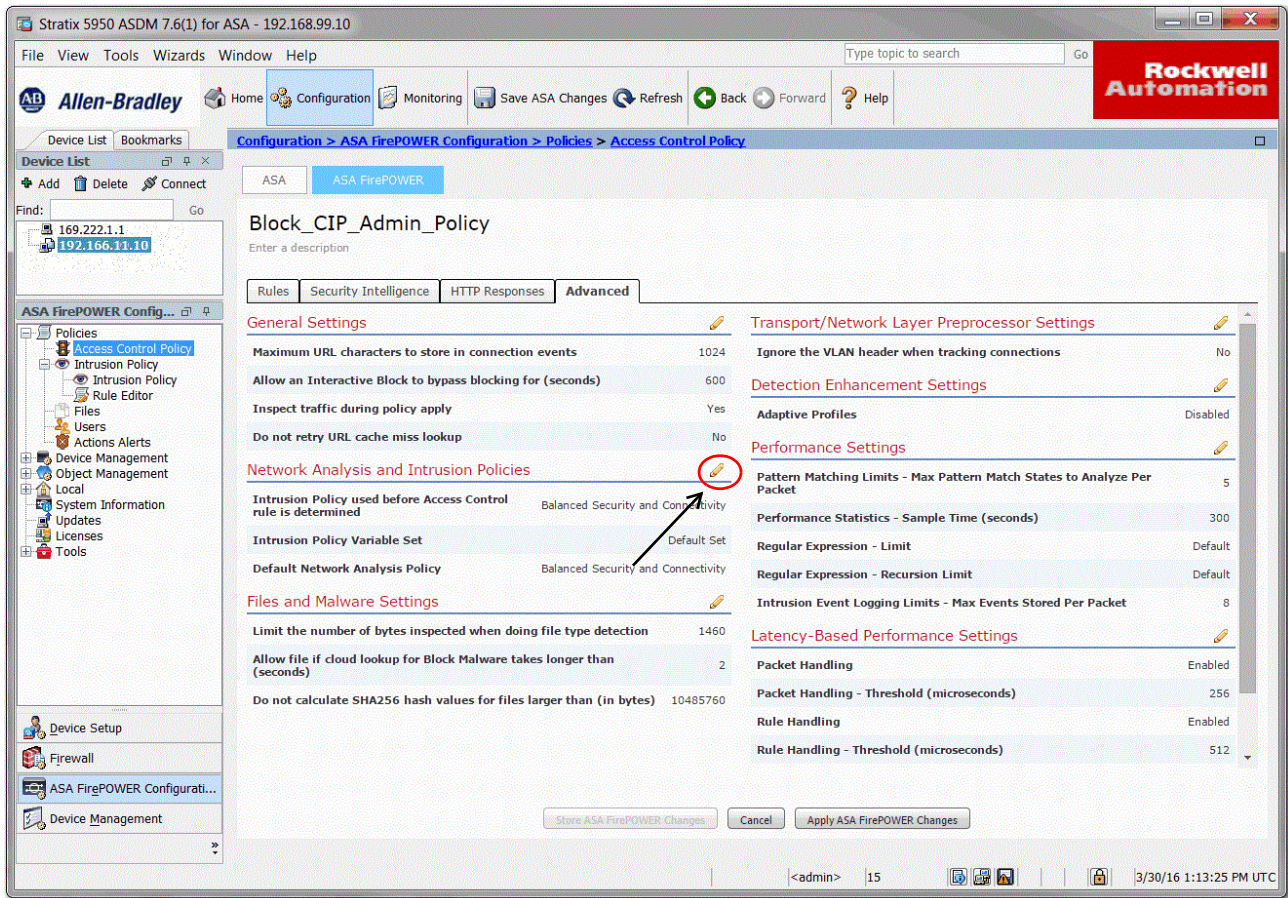 Stratix 5950 ASDM 7.6(1) for ASA - 192.168.99.10
File View Tools Wizards Window Help
Type topic to search Go
Rockwell
Automation
AB Allen-Bradley Home Configuration Monitoring Save ASA Changes Refresh Back Forward Help
Device List Bookmarks
Configuration > ASA FirePOWER Configuration > Policies > Access Control Policy
Device List
Add Delete Connect
Find: Go
169.222.1.1
192.166.11.10
ASA FirePOWER Config...
Policies
Access Control Policy
Intrusion Policy
Intrusion Policy
Rule Editor
Files
Users
Actions Alerts
Device Management
Object Management
Local
System Information
Updates
Licenses
Tools
Device Setup
Firewall
ASA FirePOWER Configurati...
Device Management
ASA ASA FirePOWER
Block_CIP_Admin_Policy
Enter a description
Rules Security Intelligence HTTP Responses Advanced
General Settings
Maximum URL characters to store in connection events 1024
Allow an Interactive Block to bypass blocking for (seconds) 600
Inspect traffic during policy apply Yes
Do not retry URL cache miss lookup No
Network Analysis and Intrusion Policies
Intrusion Policy used before Access Control
rule is determined Balanced Security and Connectivity
Intrusion Policy Variable Set Default Set
Default Network Analysis Policy Balanced Security and Connectivity
Files and Malware Settings
Limit the number of bytes inspected when doing file type detection 1460
Allow file if cloud lookup for Block Malware takes longer than
(seconds) 2
Do not calculate SHA256 hash values for files larger than (in bytes) 10485760
Transport/Network Layer Preprocessor Settings
Ignore the VLAN header when tracking connections No
Detection Enhancement Settings
Adaptive Profiles Disabled
Performance Settings
Pattern Matching Limits - Max Pattern Match States to Analyze Per
Packet 5
Performance Statistics - Sample Time (seconds) 300
Regular Expression - Limit Default
Regular Expression - Recursion Limit Default
Intrusion Event Logging Limits - Max Events Stored Per Packet 8
Latency-Based Performance Settings
Packet Handling Enabled
Packet Handling - Threshold (microseconds) 256
Rule Handling Enabled
Rule Handling - Threshold (microseconds) 512
Store ASA FirePOWER Changes Cancel Apply ASA FirePOWER Changes
<admin> 15 3/30/16 1:13:25 PM UTC